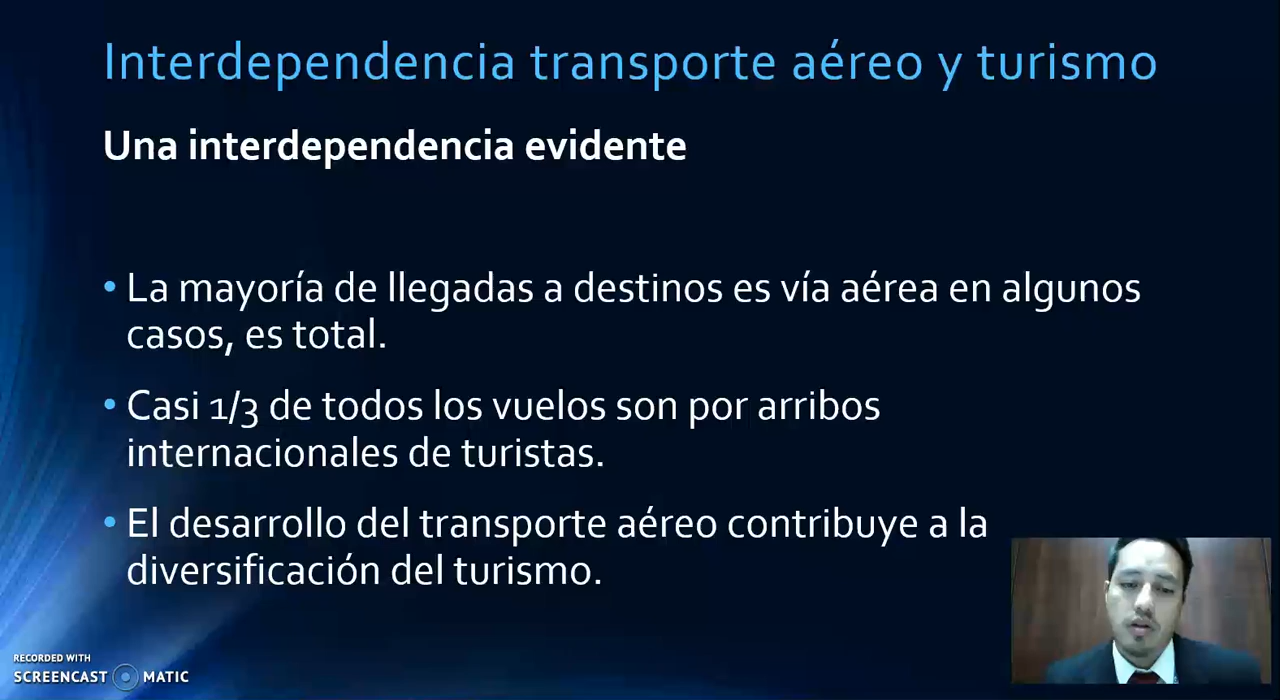 Interdependencia transporte aéreo y turismo
Una interdependencia evidente
• La mayoría de llegadas a destinos es vía aérea en algunos
casos, es total.
• Casi 1/3 de todos los vuelos son por arribos
internacionales de turistas.
• El desarrollo del transporte aéreo contribuye a la
diversificación del turismo.
RECORDED WITH
SCREENCAST MATIC